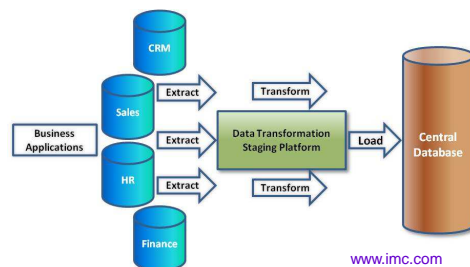 CRM
Sales
Extract
Transform
Business
Applications
Extract
Data Transformation
Staging Platform
Load
Central
Database
HR
Extract
Transform
Finance
www.imc.com